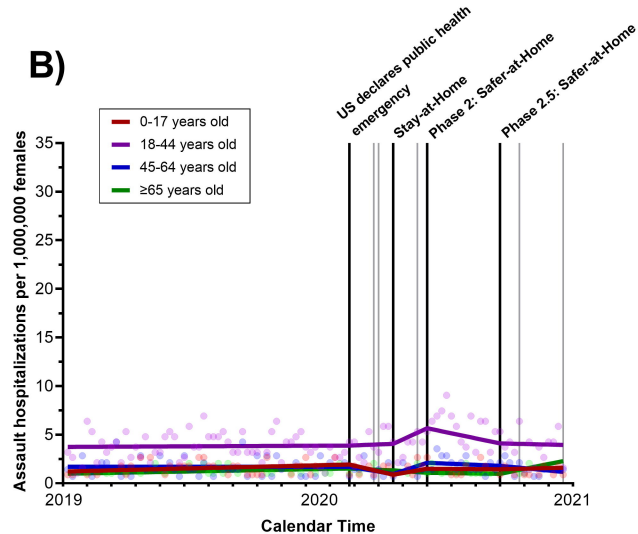 B)
US declares public health
emergency
Stay-at-Home
Phase 2: Safer-at-Home
Phase 2.5: Safer-at-Home
0-17 years old
18-44 years old
45-64 years old
≥65 years old
Assault hospitalizations per 1,000,000 females
35
30
25
20
15
10
5
0
2019
2020
2021
Calendar Time